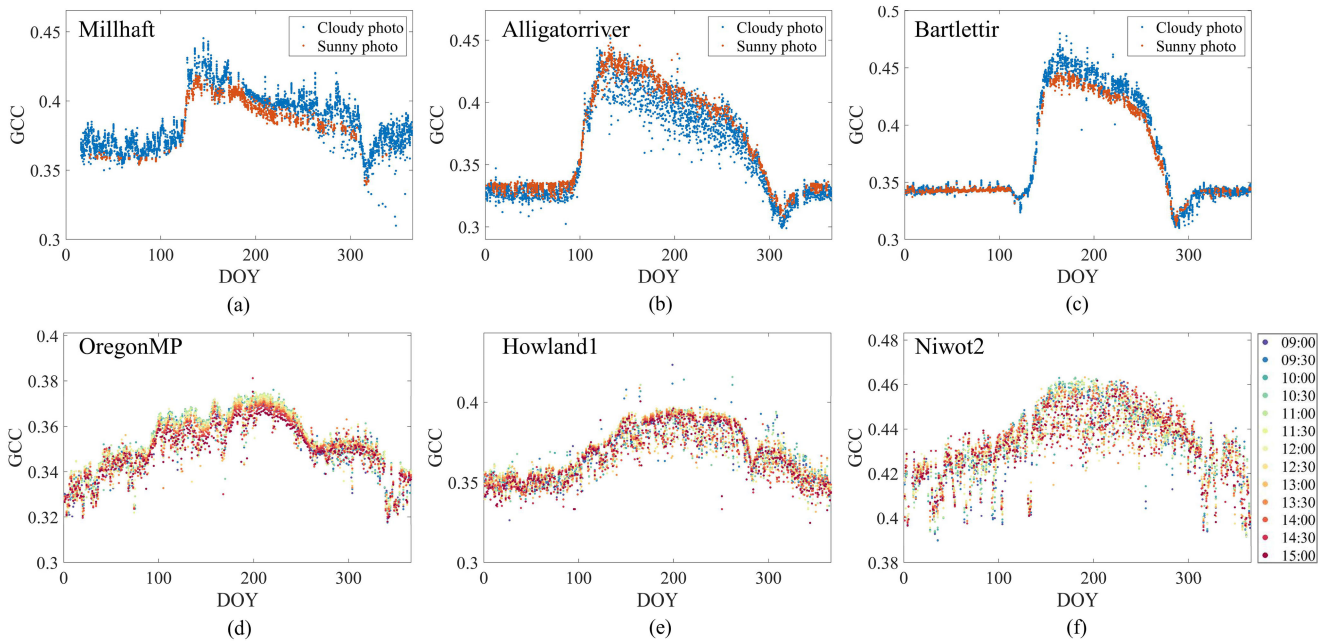 Millhaft
Cloudy photo
Sunny photo
GCC
0.45
0.4
0.35
0.3
0 100 200 300
DOY
(a)
Alligatorriver
Cloudy photo
Sunny photo
GCC
0.45
0.4
0.35
0.3
0 100 200 300
DOY
(b)
Bartlettir
Cloudy photo
Sunny photo
GCC
0.5
0.45
0.4
0.35
0.3
0 100 200 300
DOY
(c)
OregonMP
GCC
0.4
0.38
0.36
0.34
0.32
0.3
0 100 200 300
DOY
(d)
Howland1
GCC
0.4
0.35
0.3
0 100 200 300
DOY
(e)
Niwot2
GCC
0.48
0.46
0.44
0.42
0.4
0.38
0 100 200 300
DOY
(f)
09:00
09:30
10:00
10:30
11:00
11:30
12:00
12:30
13:00
13:30
14:00
14:30
15:00